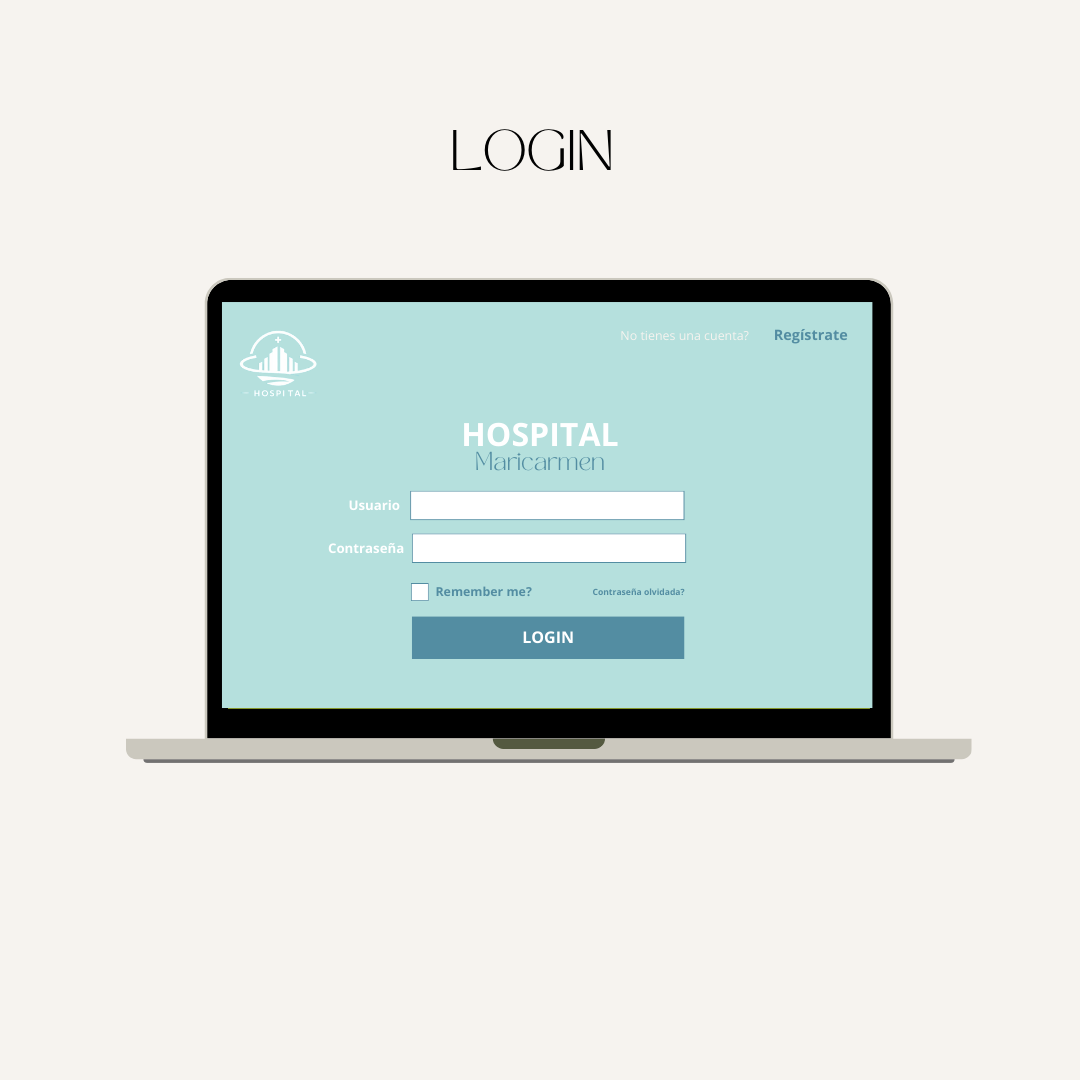 LOGIN
No tienes una cuenta? Regístrate
- HOSPITAL -
HOSPITAL
Maricarmen
Usuario
Contraseña
Remember me? Contraseña olvidada?
LOGIN